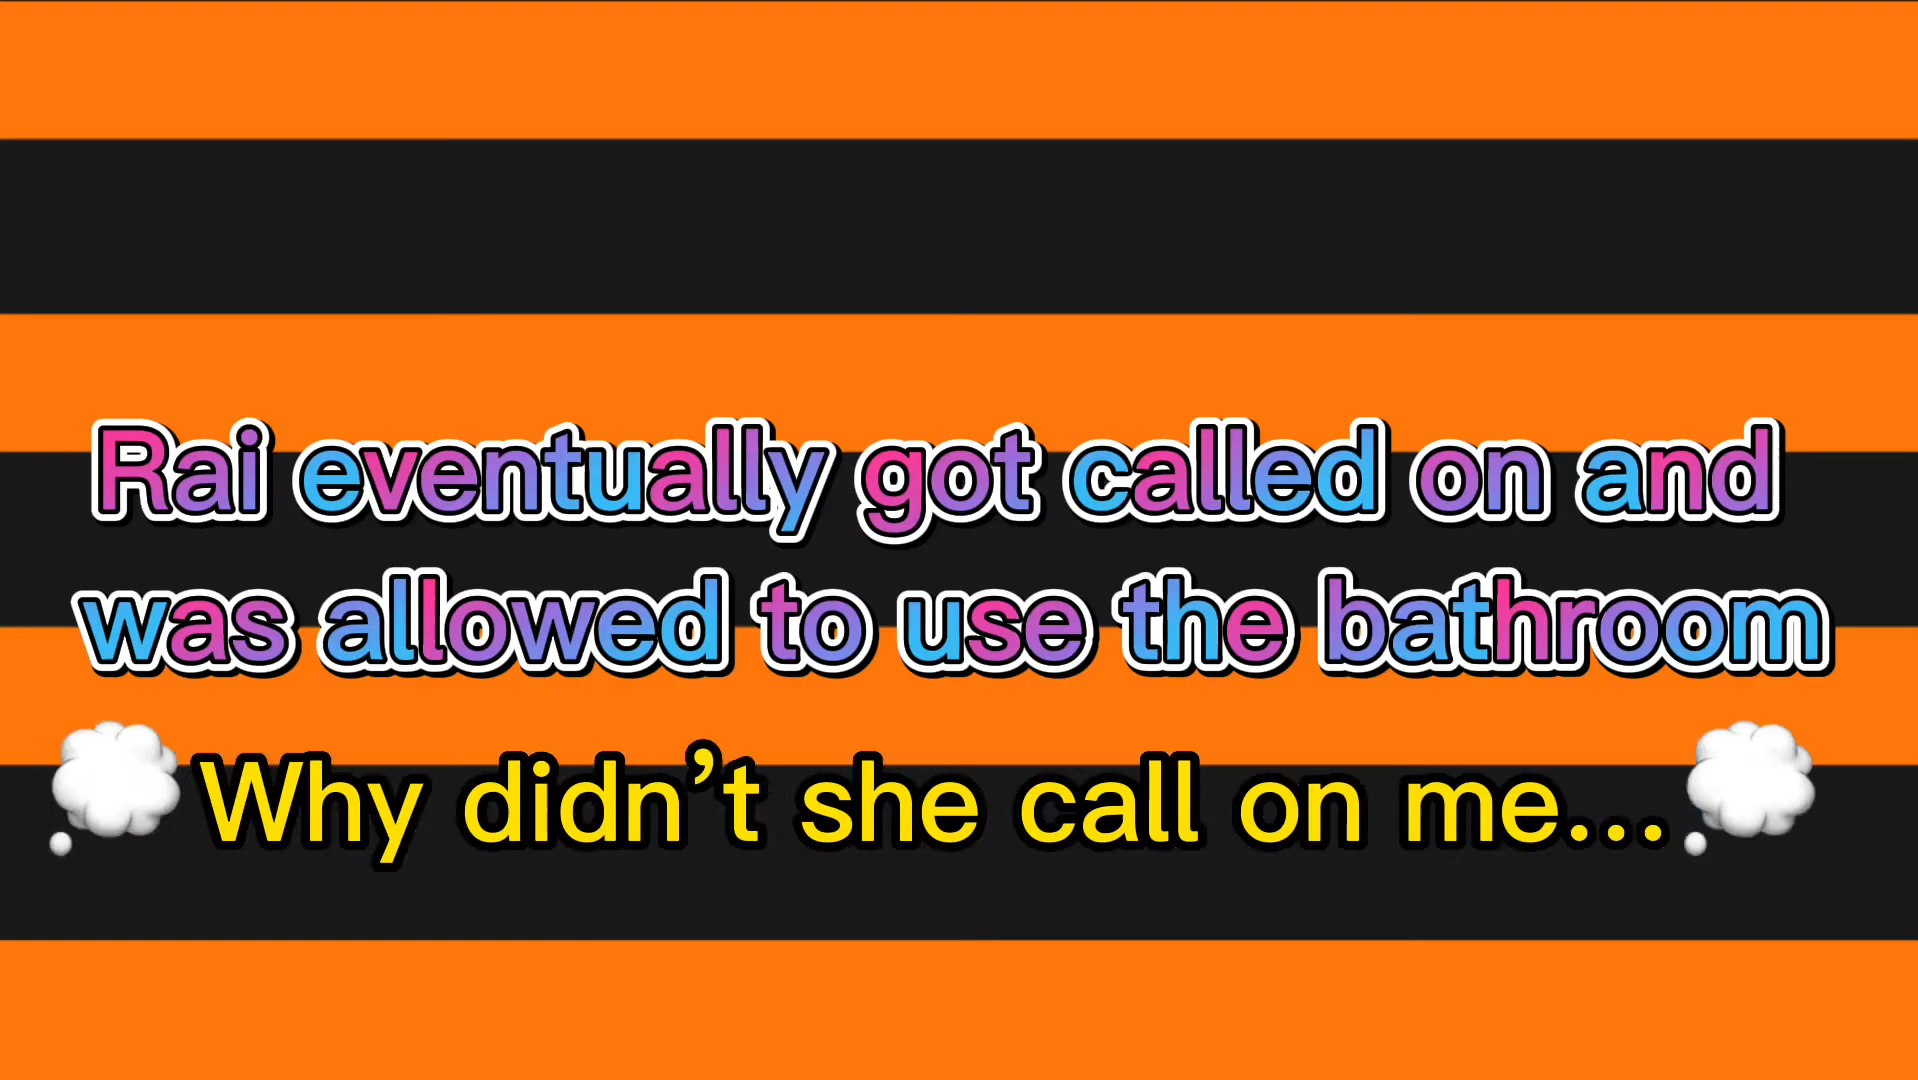 Rai eventually got called on and
was allowed to use the bathroom
Why didn’t she call on me...